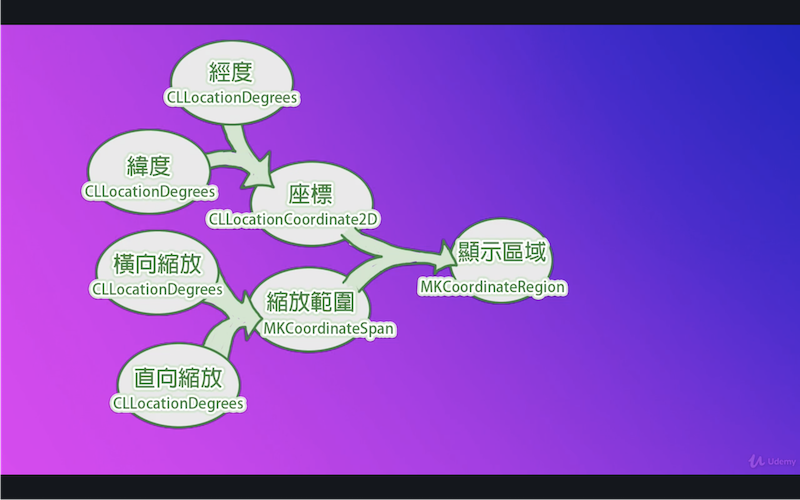 經度
CLLocationDegrees
緯度
CLLocationDegrees
座標
CLLocationCoordinate2D
橫向縮放
CLLocationDegrees
縮放範圍
MKCoordinateSpan
直向縮放
CLLocationDegrees
顯示區域
MKCoordinateRegion
Udemy